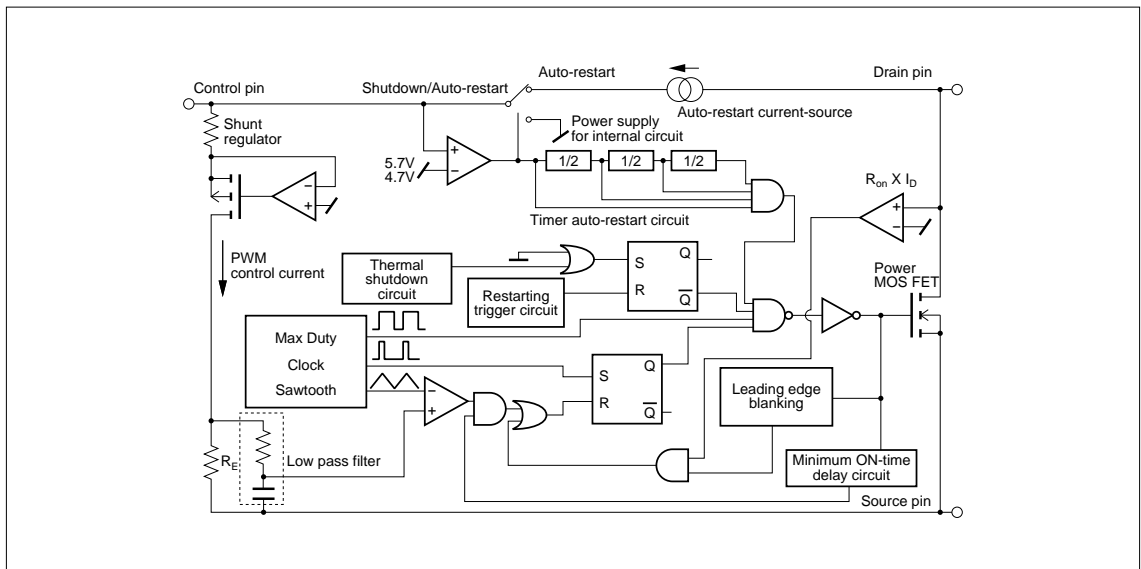 Auto-restart
Drain pin
Control pin
Shutdown/Auto-restart
Auto-restart current-source
Shunt
regulator
Power supply
for internal circuit
+
−
5.7V
4.7V
1/2
1/2
1/2
−
+
RON X ID
+
−
Timer auto-restart circuit
PWM
control current
Thermal
shutdown
circuit
S
Q
R
Q
Restarting
trigger circuit
Power
MOS FET
Max Duty
Clock
Sawtooth
−
+
S
Q
R
Q
Leading edge
blanking
RE
Low pass filter
Minimum ON-time
delay circuit
Source pin